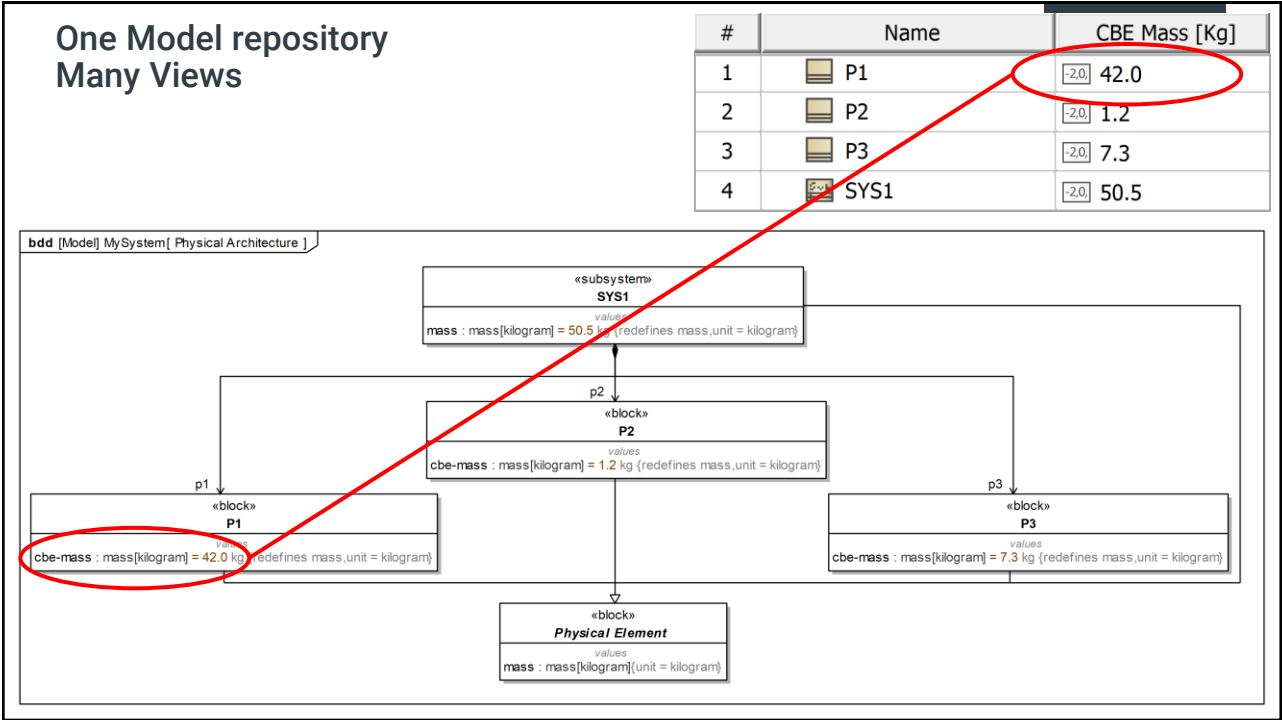 One Model repository
Many Views
# Name CBE Mass [Kg]
1 P1 -2,0, 42.0
2 P2 -2,0, 1.2
3 P3 -2,0, 7.3
4 SYS1 -2,0, 50.5
bdd [Model] MySystem[ Physical Architecture ]
«subsystem»
SYS1
values
mass : mass[kilogram] = 50.5 kg {redefines mass,unit = kilogram}
p2
«block»
P2
values
cbe-mass : mass[kilogram] = 1.2 kg {redefines mass,unit = kilogram}
p1
«block»
P1
values
cbe-mass : mass[kilogram] = 42.0 kg {redefines mass,unit = kilogram}
p3
«block»
P3
values
cbe-mass : mass[kilogram] = 7.3 kg {redefines mass,unit = kilogram}
«block»
Physical Element
values
mass : mass[kilogram]{unit = kilogram}